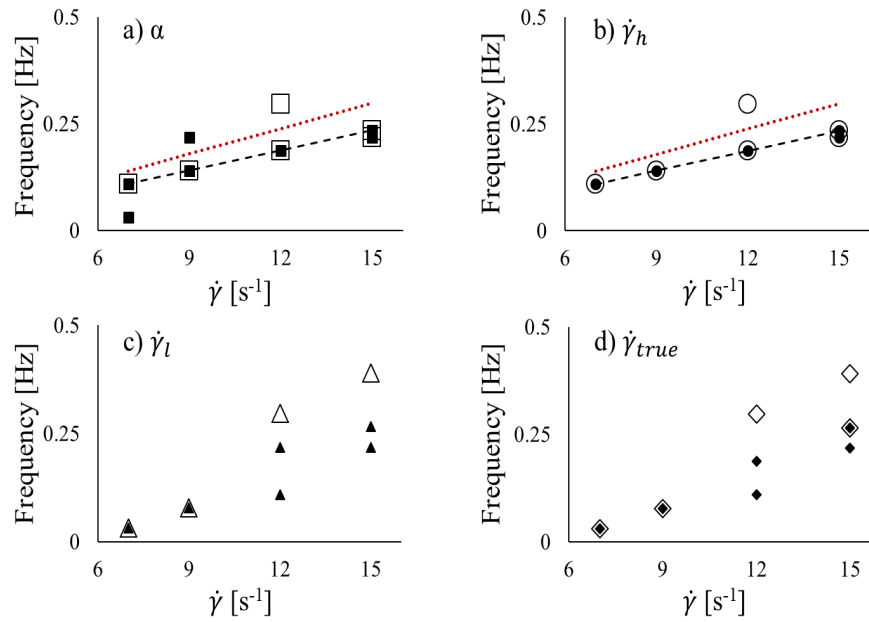 0.5
a) α
Frequency [Hz]
0.25
0
6 9 12 15
γ̇ [s⁻¹]
0.5
b) γ̇ₕ
Frequency [Hz]
0.25
0
6 9 12 15
γ̇ [s⁻¹]
0.5
c) γ̇ₗ
Frequency [Hz]
0.25
0
6 9 12 15
γ̇ [s⁻¹]
0.5
d) γ̇true
Frequency [Hz]
0.25
0
6 9 12 15
γ̇ [s⁻¹]